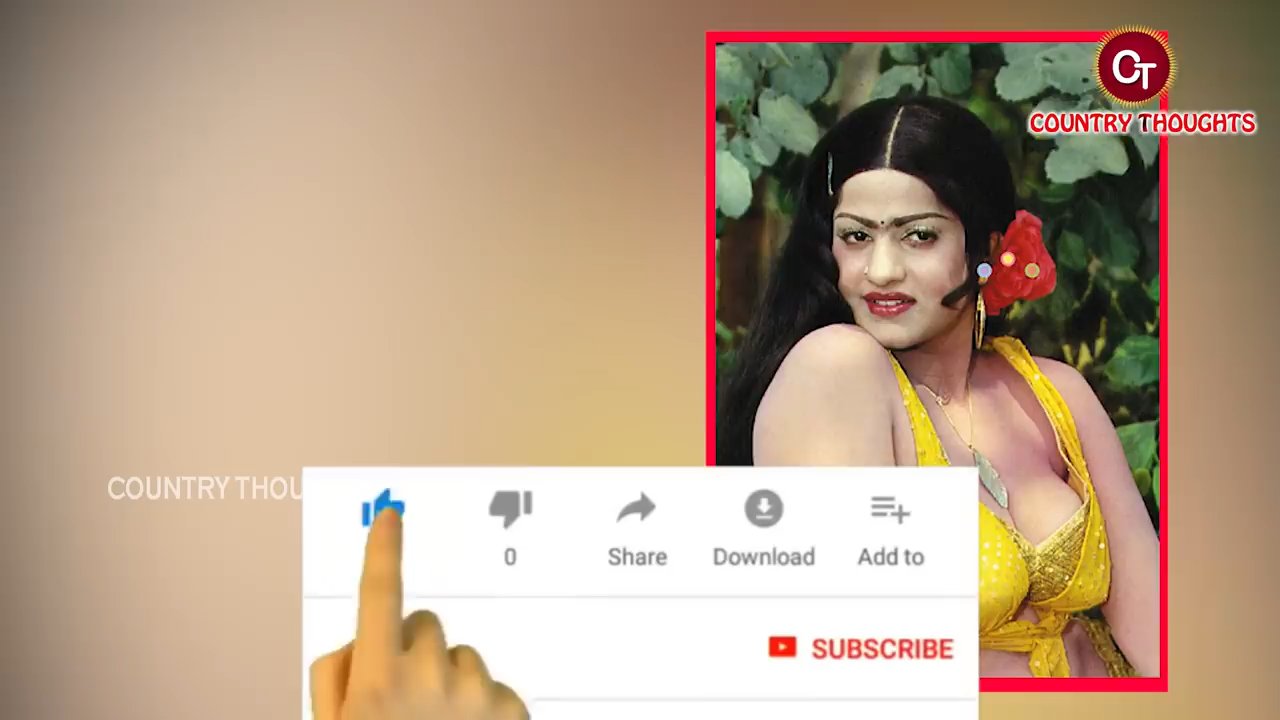 CT
COUNTRY THOUGHTS
COUNTRY THOU
0
Share
Download
Add to
SUBSCRIBE